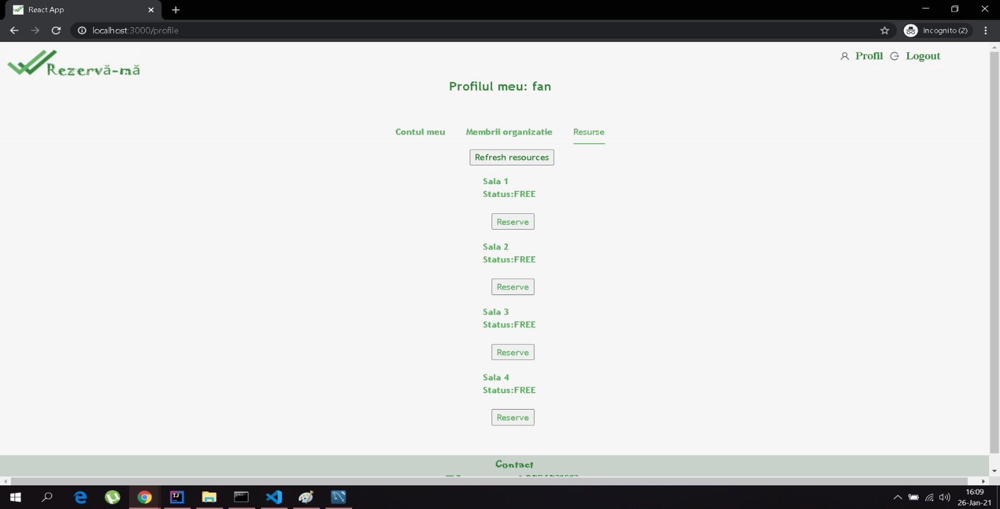 React App
localhost:3000/profile
Incognito (2)
Rezervă-mă
Profil
Logout
Profilul meu: fan
Contul meu
Membrii organizatie
Resurse
Refresh resources
Sala 1
Status:FREE
Reserve
Sala 2
Status:FREE
Reserve
Sala 3
Status:FREE
Reserve
Sala 4
Status:FREE
Reserve
Contact
16:09
26-Jan-21